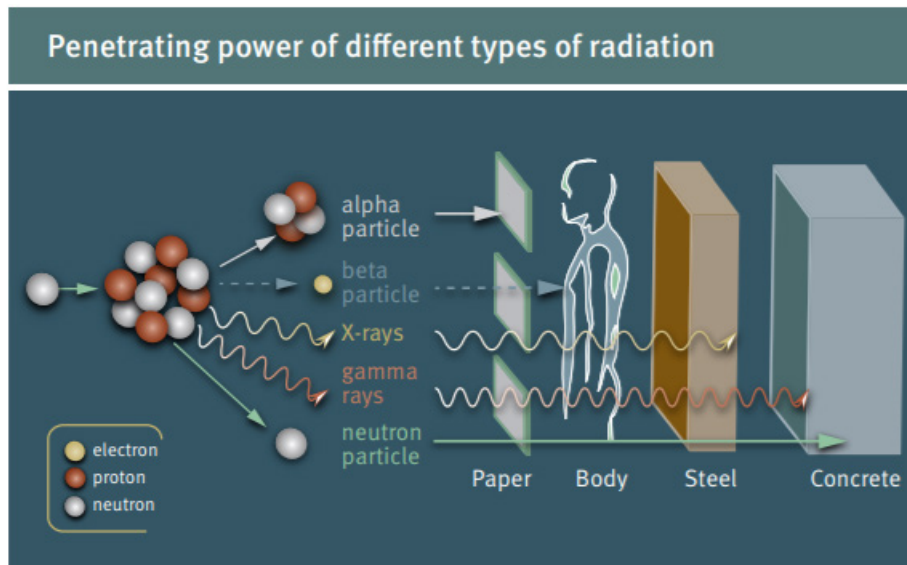 Penetrating power of different types of radiation
alpha
particle
beta
particle
X-rays
gamma
rays
neutron
particle
electron
proton
neutron
Paper
Body
Steel
Concrete